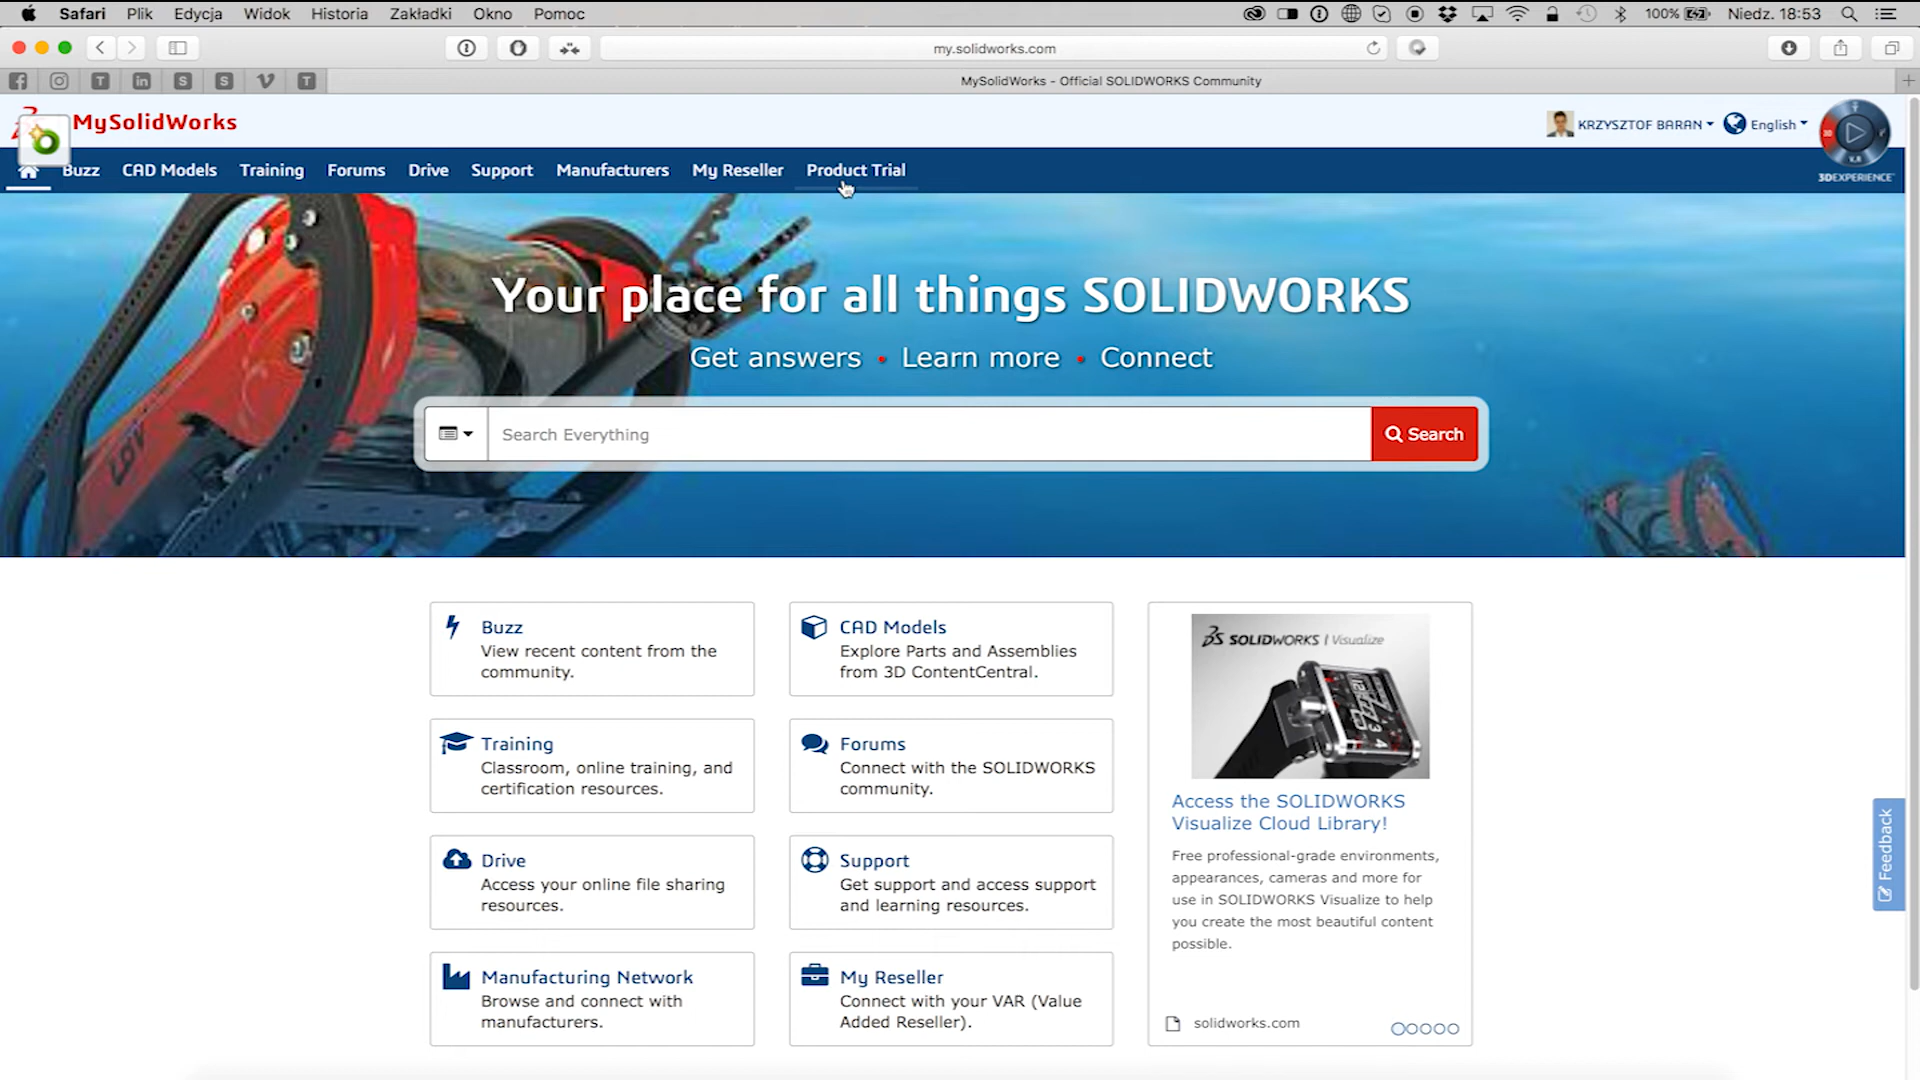 Safari Plik Edycja Widok Historia Zakładki Okno Pomoc 100% Niedz. 18:53
my.solidworks.com
MySolidWorks - Official SOLIDWORKS Community
MySolidWorks
KRZYSZTOF BARAN English
Buzz CAD Models Training Forums Drive Support Manufacturers My Reseller Product Trial
3DEXPERIENCE
Your place for all things SOLIDWORKS
Get answers • Learn more • Connect
Search Everything
Search
Buzz
View recent content from the
community.
CAD Models
Explore Parts and Assemblies
from 3D ContentCentral.
SOLIDWORKS | Visualize
Access the SOLIDWORKS
Visualize Cloud Library!
Free professional-grade environments,
appearances, cameras and more for
use in SOLIDWORKS Visualize to help
you create the most beautiful content
possible.
solidworks.com
Training
Classroom, online training, and
certification resources.
Forums
Connect with the SOLIDWORKS
community.
Drive
Access your online file sharing
resources.
Support
Get support and access support
and learning resources.
Manufacturing Network
Browse and connect with
manufacturers.
My Reseller
Connect with your VAR (Value
Added Reseller).
Feedback